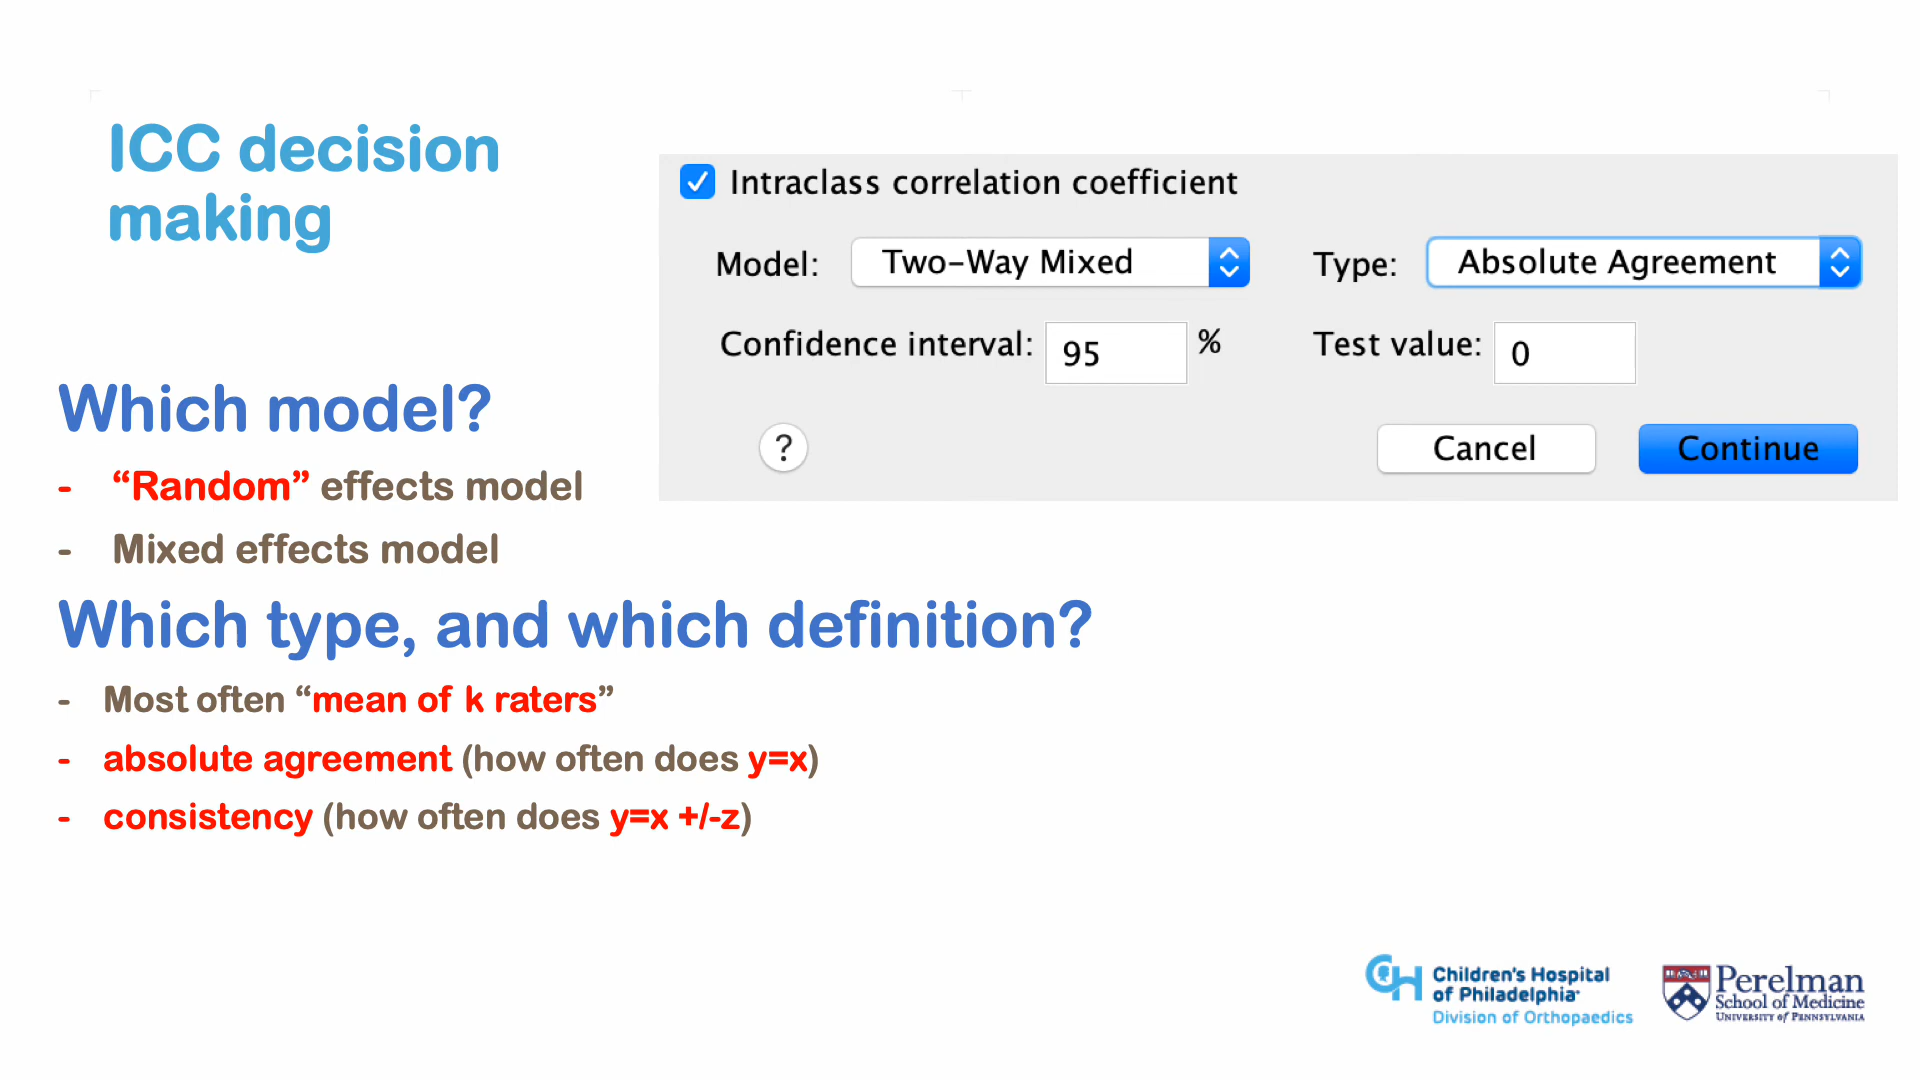 ICC decision
making
Intraclass correlation coefficient
Model: Two-Way Mixed Type: Absolute Agreement
Confidence interval: 95 % Test value: 0
? Cancel Continue
Which model?
- “Random” effects model
- Mixed effects model
Which type, and which definition?
- Most often “mean of k raters”
- absolute agreement (how often does y=x)
- consistency (how often does y=x +/-z)
CH Children's Hospital
of Philadelphia
Division of Orthopaedics
Perelman
School of Medicine
University of Pennsylvania